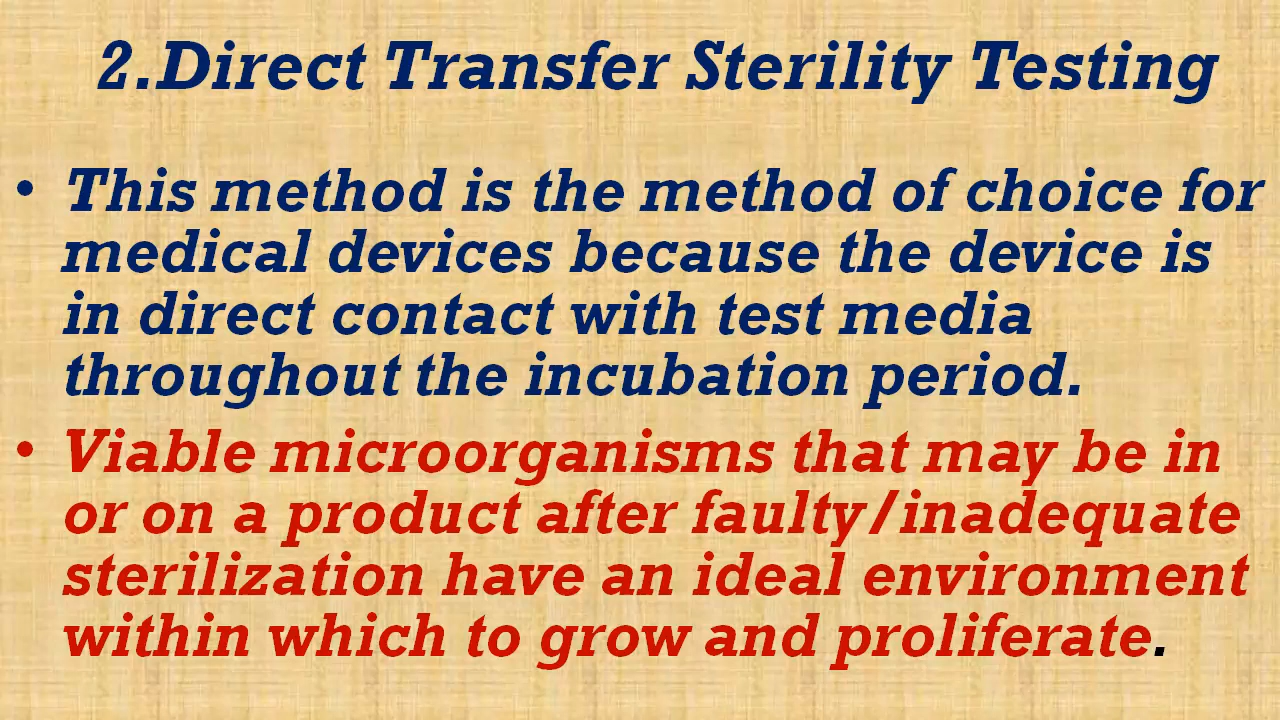 2.Direct Transfer Sterility Testing
• This method is the method of choice for
medical devices because the device is
in direct contact with test media
throughout the incubation period.
• Viable microorganisms that may be in
or on a product after faulty/inadequate
sterilization have an ideal environment
within which to grow and proliferate.